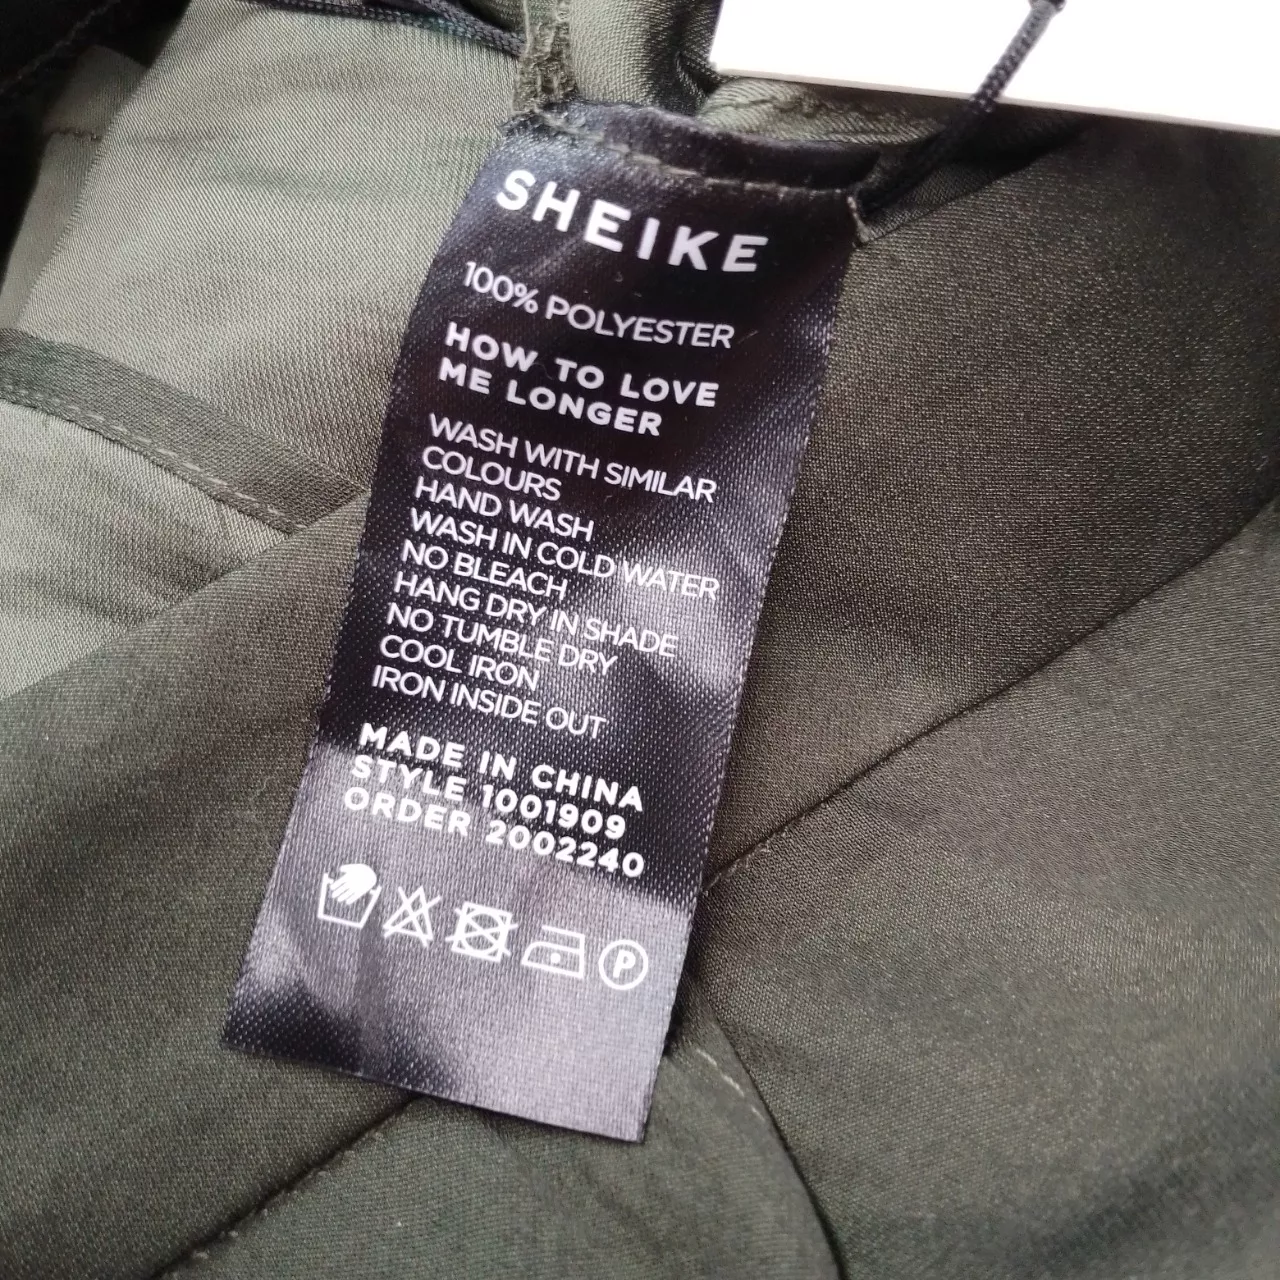 SHEIKE
100% POLYESTER
HOW TO LOVE
ME LONGER
WASH WITH SIMILAR
COLOURS
HAND WASH
WASH IN COLD WATER
NO BLEACH
HANG DRY IN SHADE
NO TUMBLE DRY
COOL IRON
IRON INSIDE OUT
MADE IN CHINA
STYLE 1001909
ORDER 2002240
P